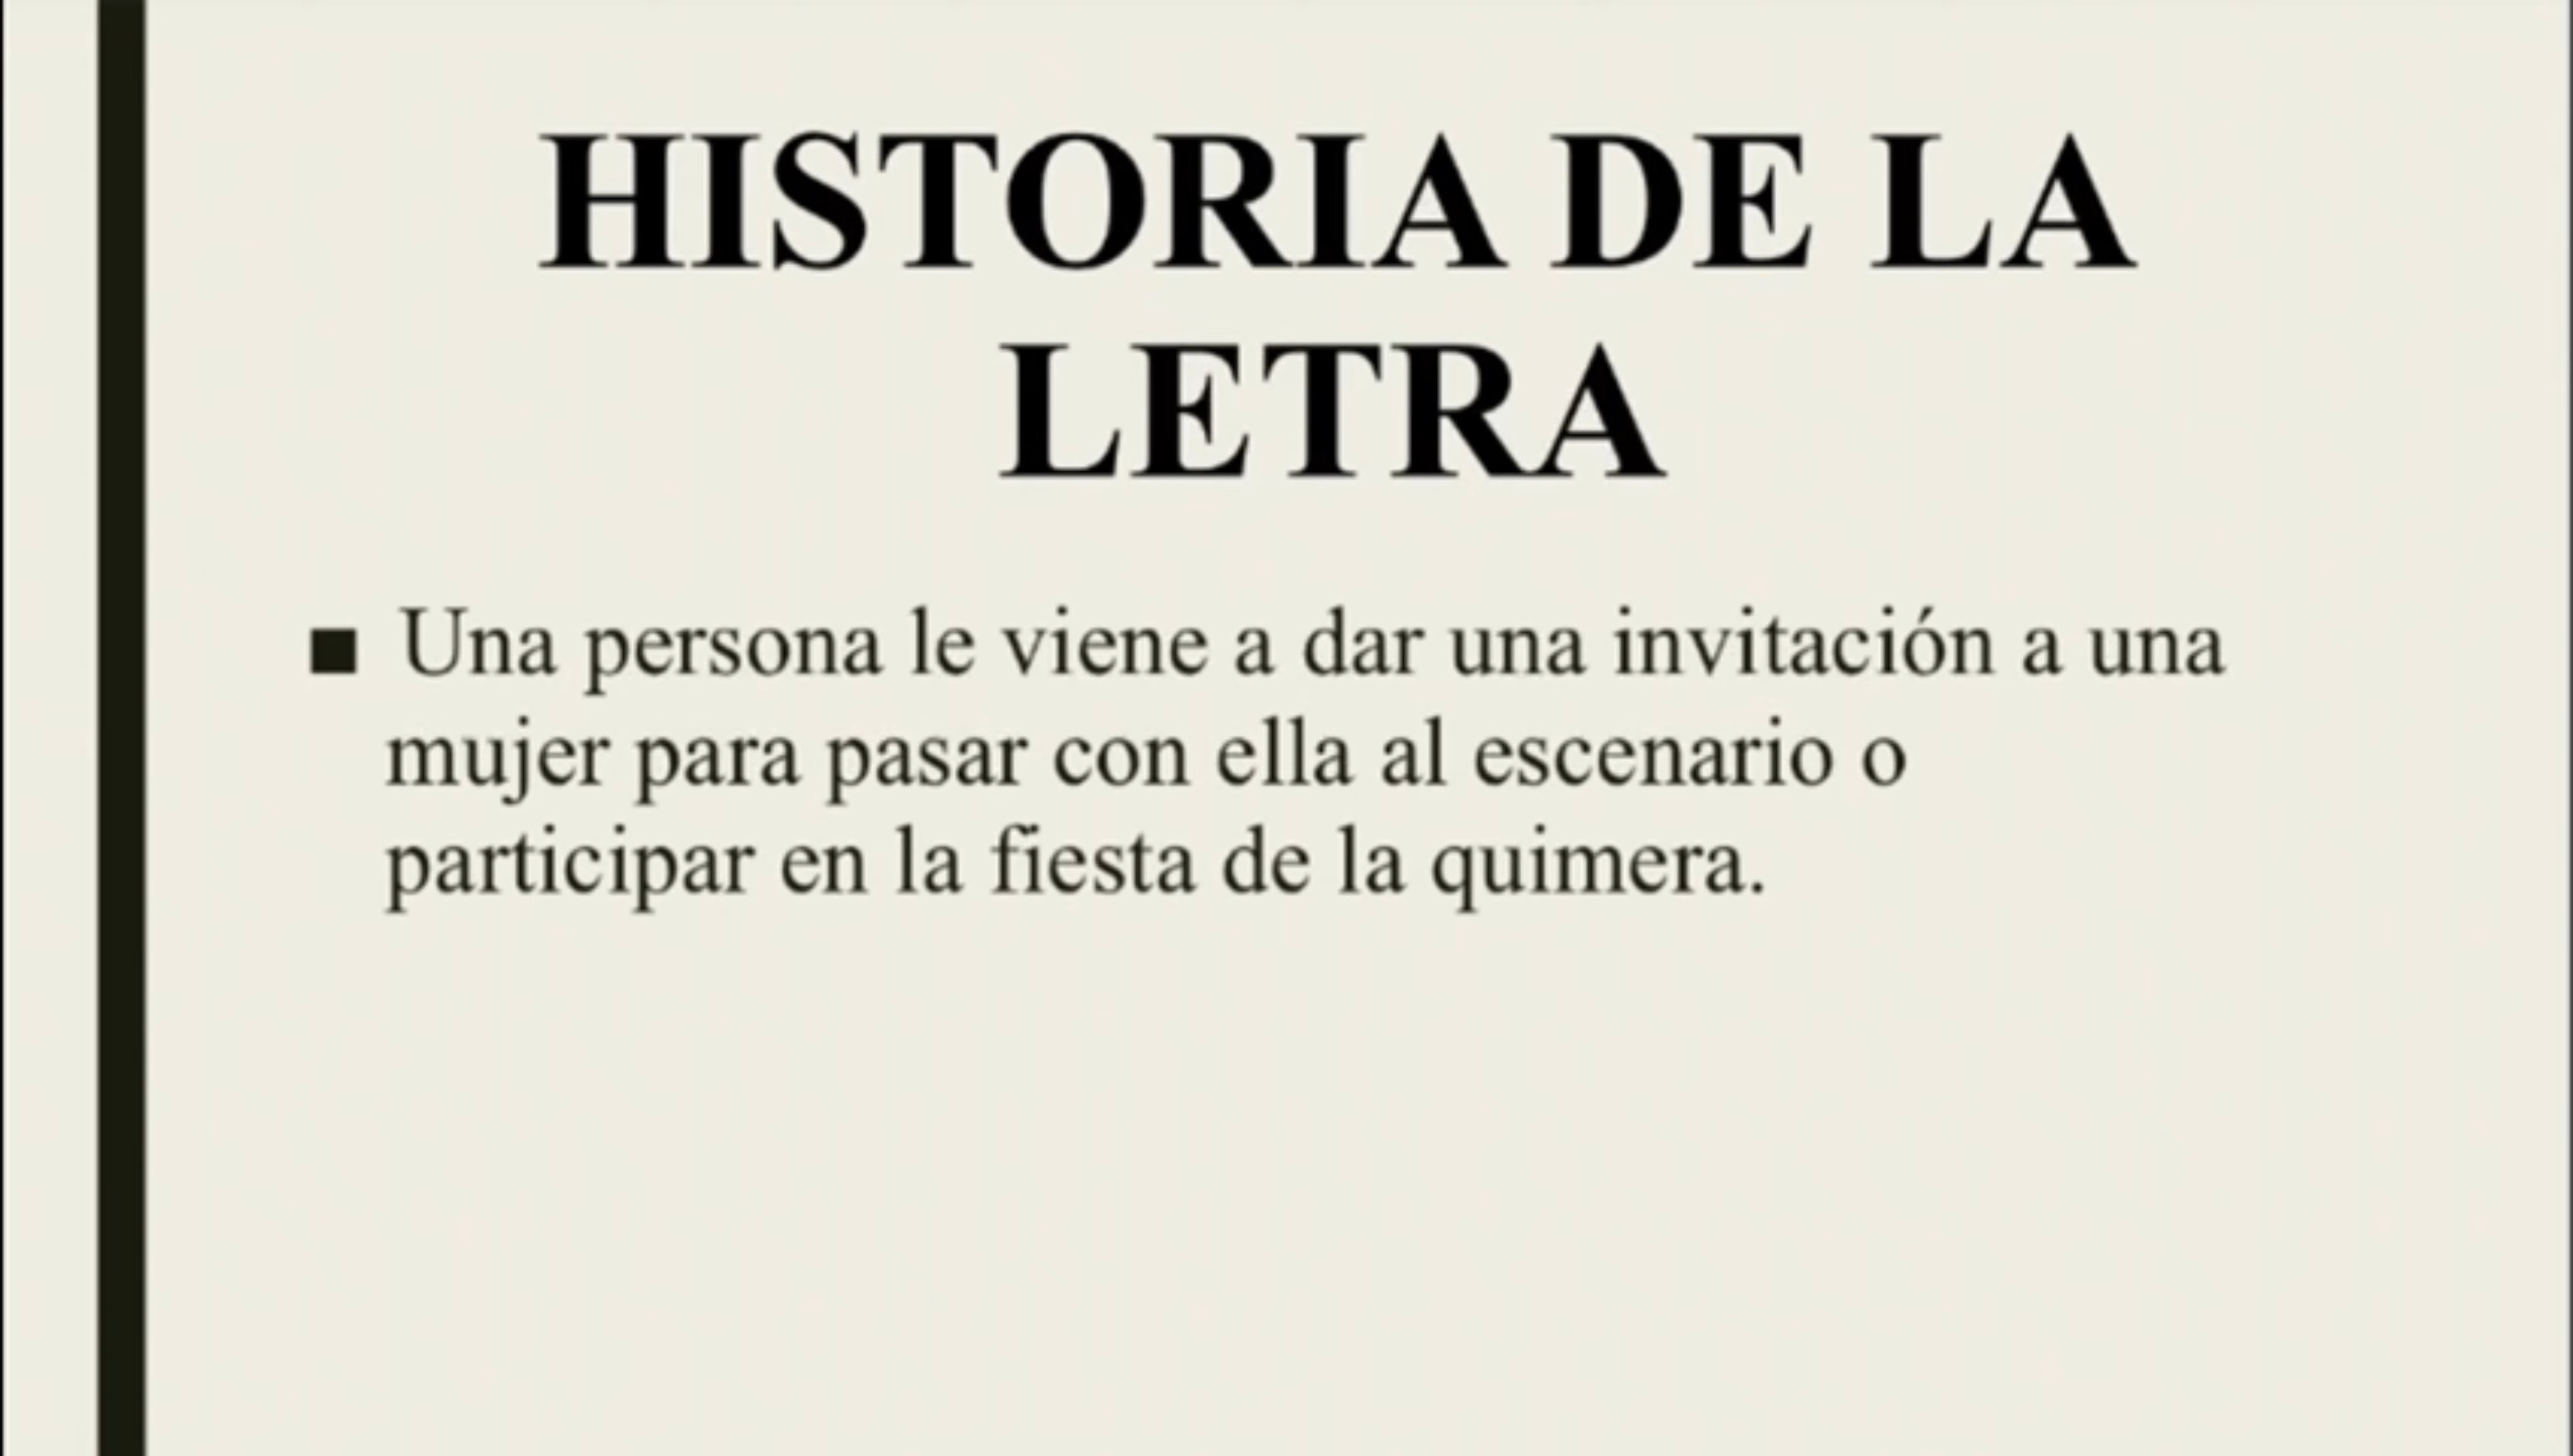 HISTORIA DE LA
LETRA
■ Una persona le viene a dar una invitación a una
mujer para pasar con ella al escenario o
participar en la fiesta de la quimera.